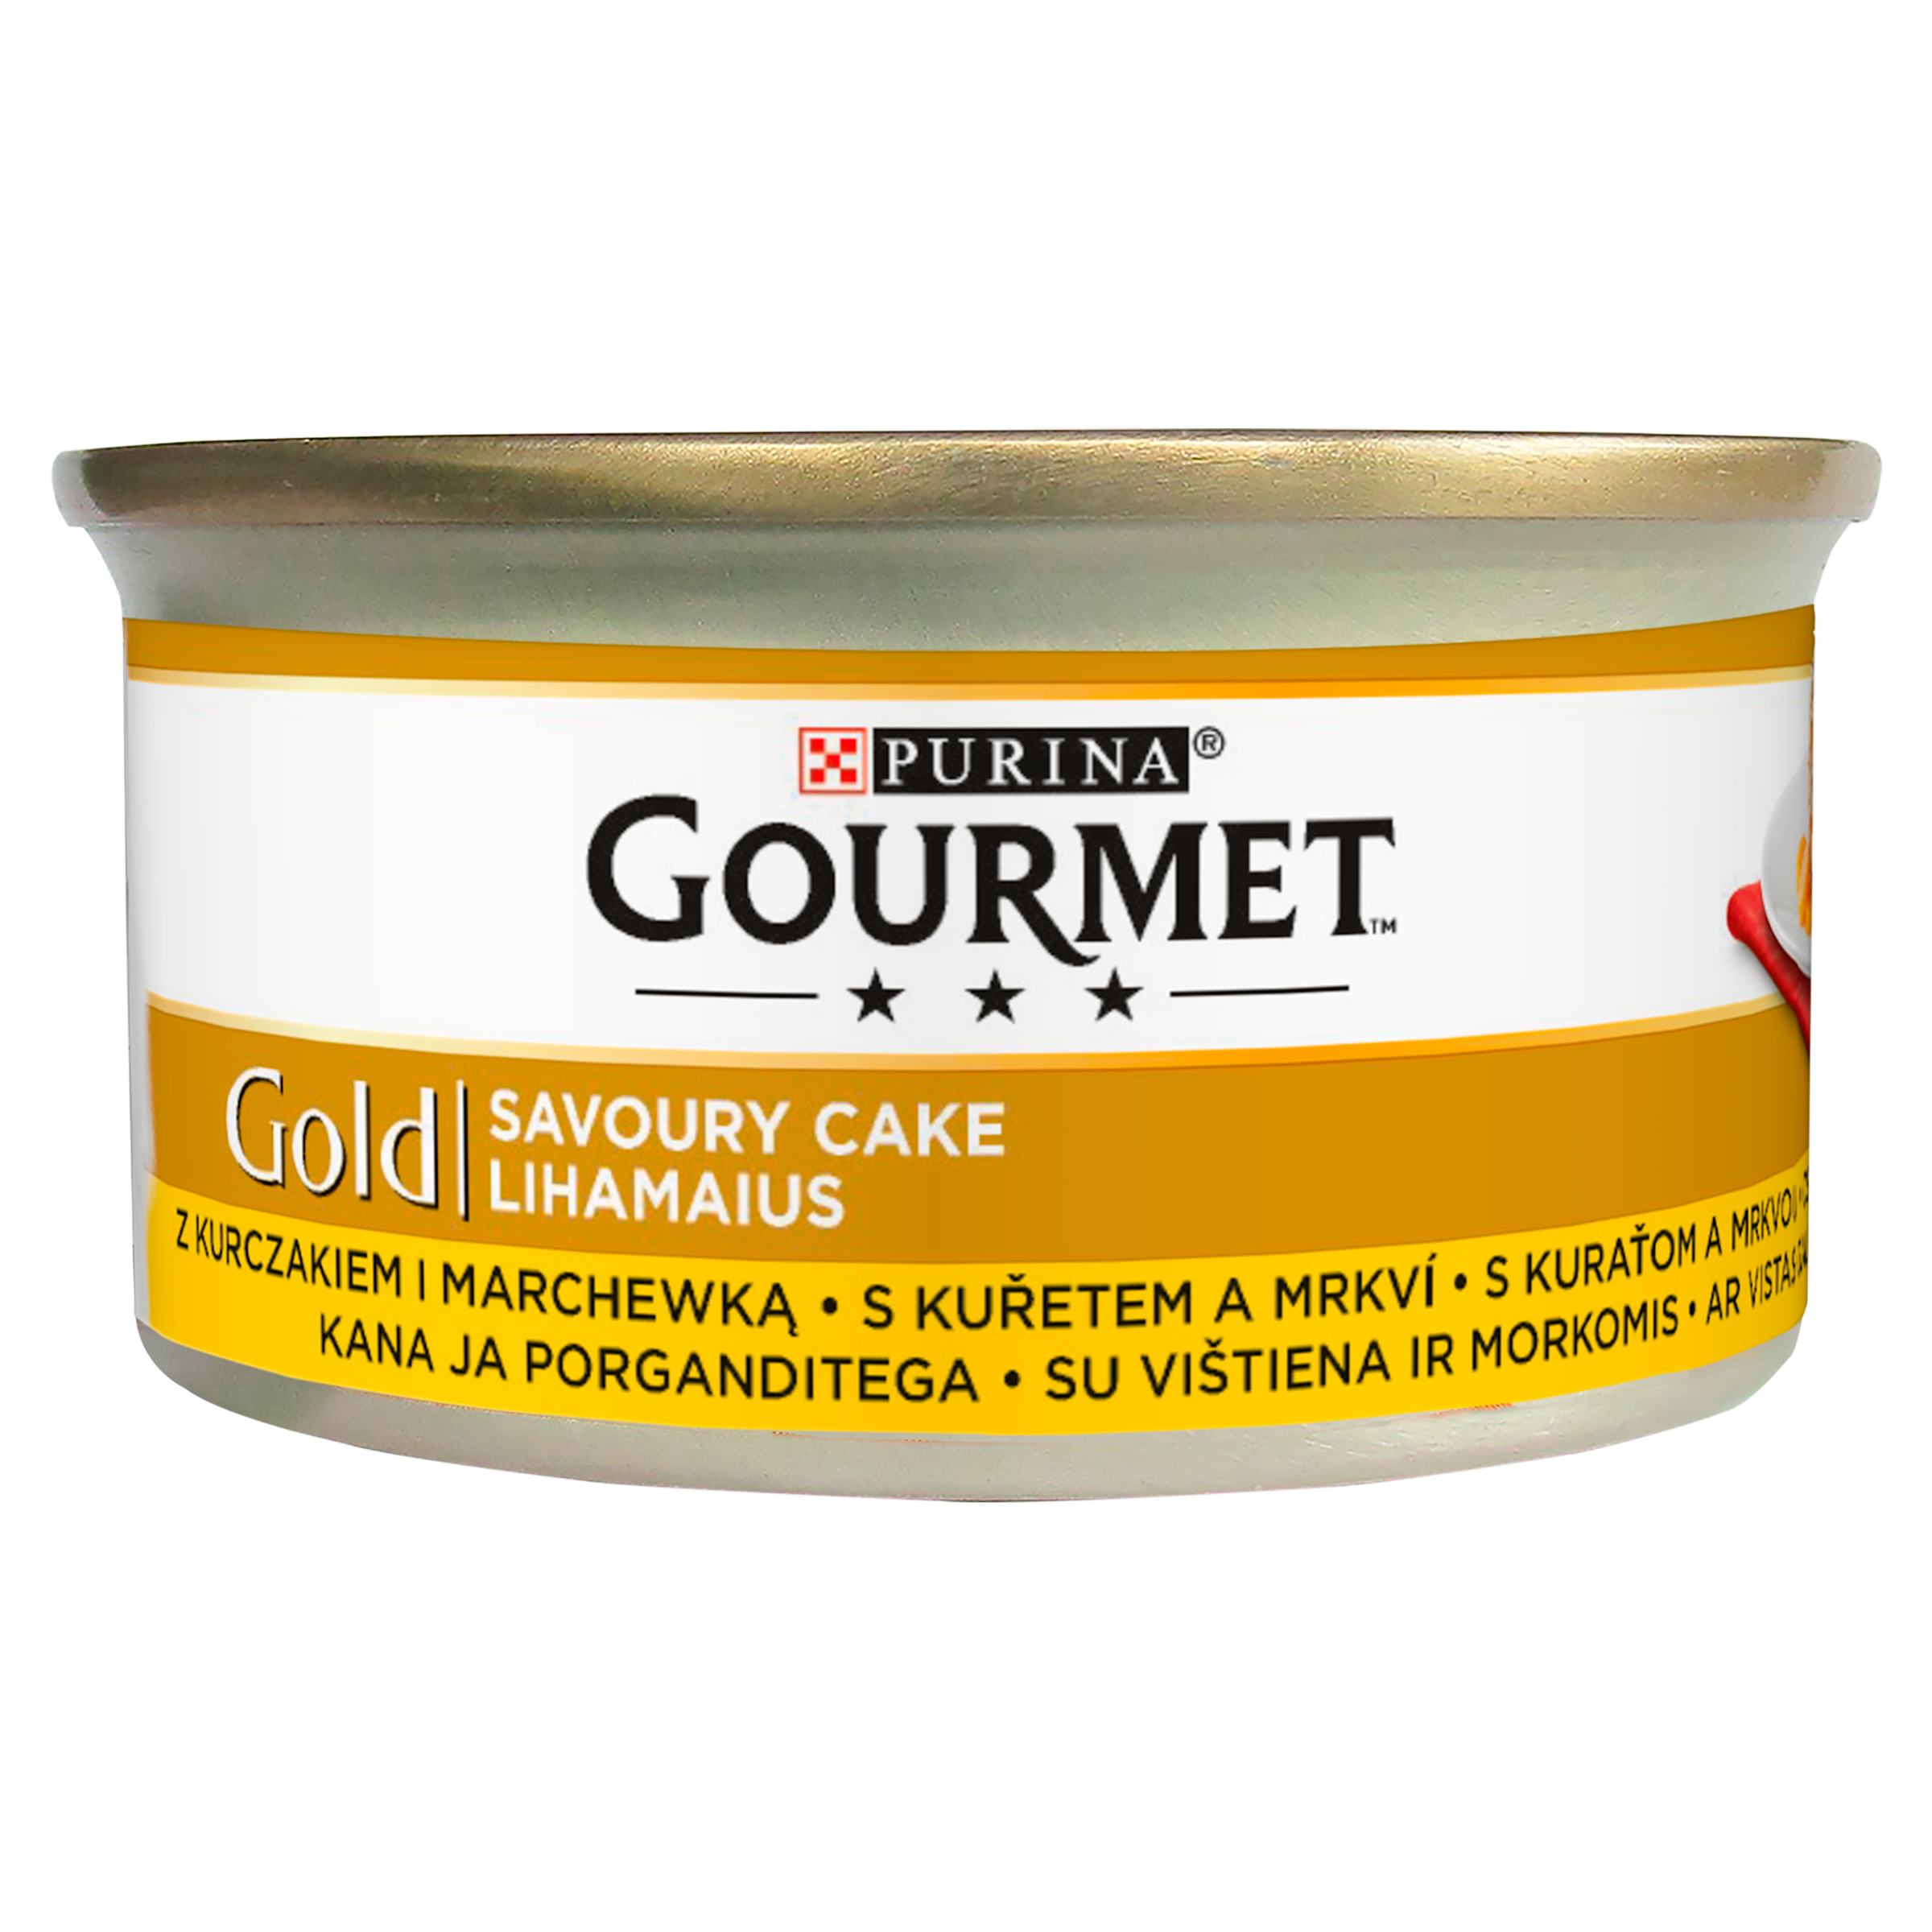 PURINA®
GOURMET™
Gold
SAVOURY CAKE
LIHAMAIUS
Z KURCZAKIEM I MARCHEWKĄ • S KUŘETEM A MRKVÍ • S KURAŤOM A MRKVOU
KANA JA PORGANDITEGA • SU VIŠTIENA IR MORKOMIS • AR VISTAS